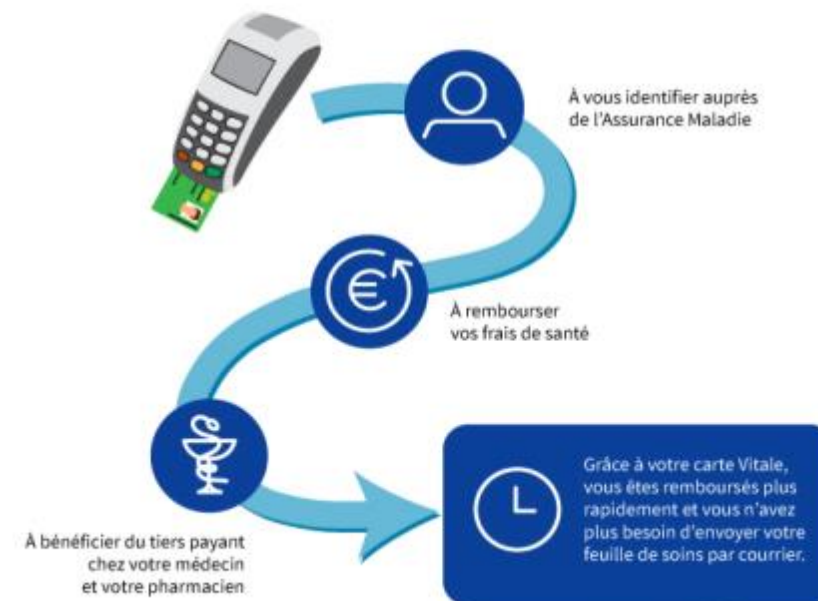 À vous identifier auprès
de l'Assurance Maladie
À rembourser
vos frais de santé
À bénéficier du tiers payant
chez votre médecin
et votre pharmacien
Grâce à votre carte Vitale,
vous êtes remboursés plus
rapidement et vous n'avez
plus besoin d'envoyer votre
feuille de soins par courrier.